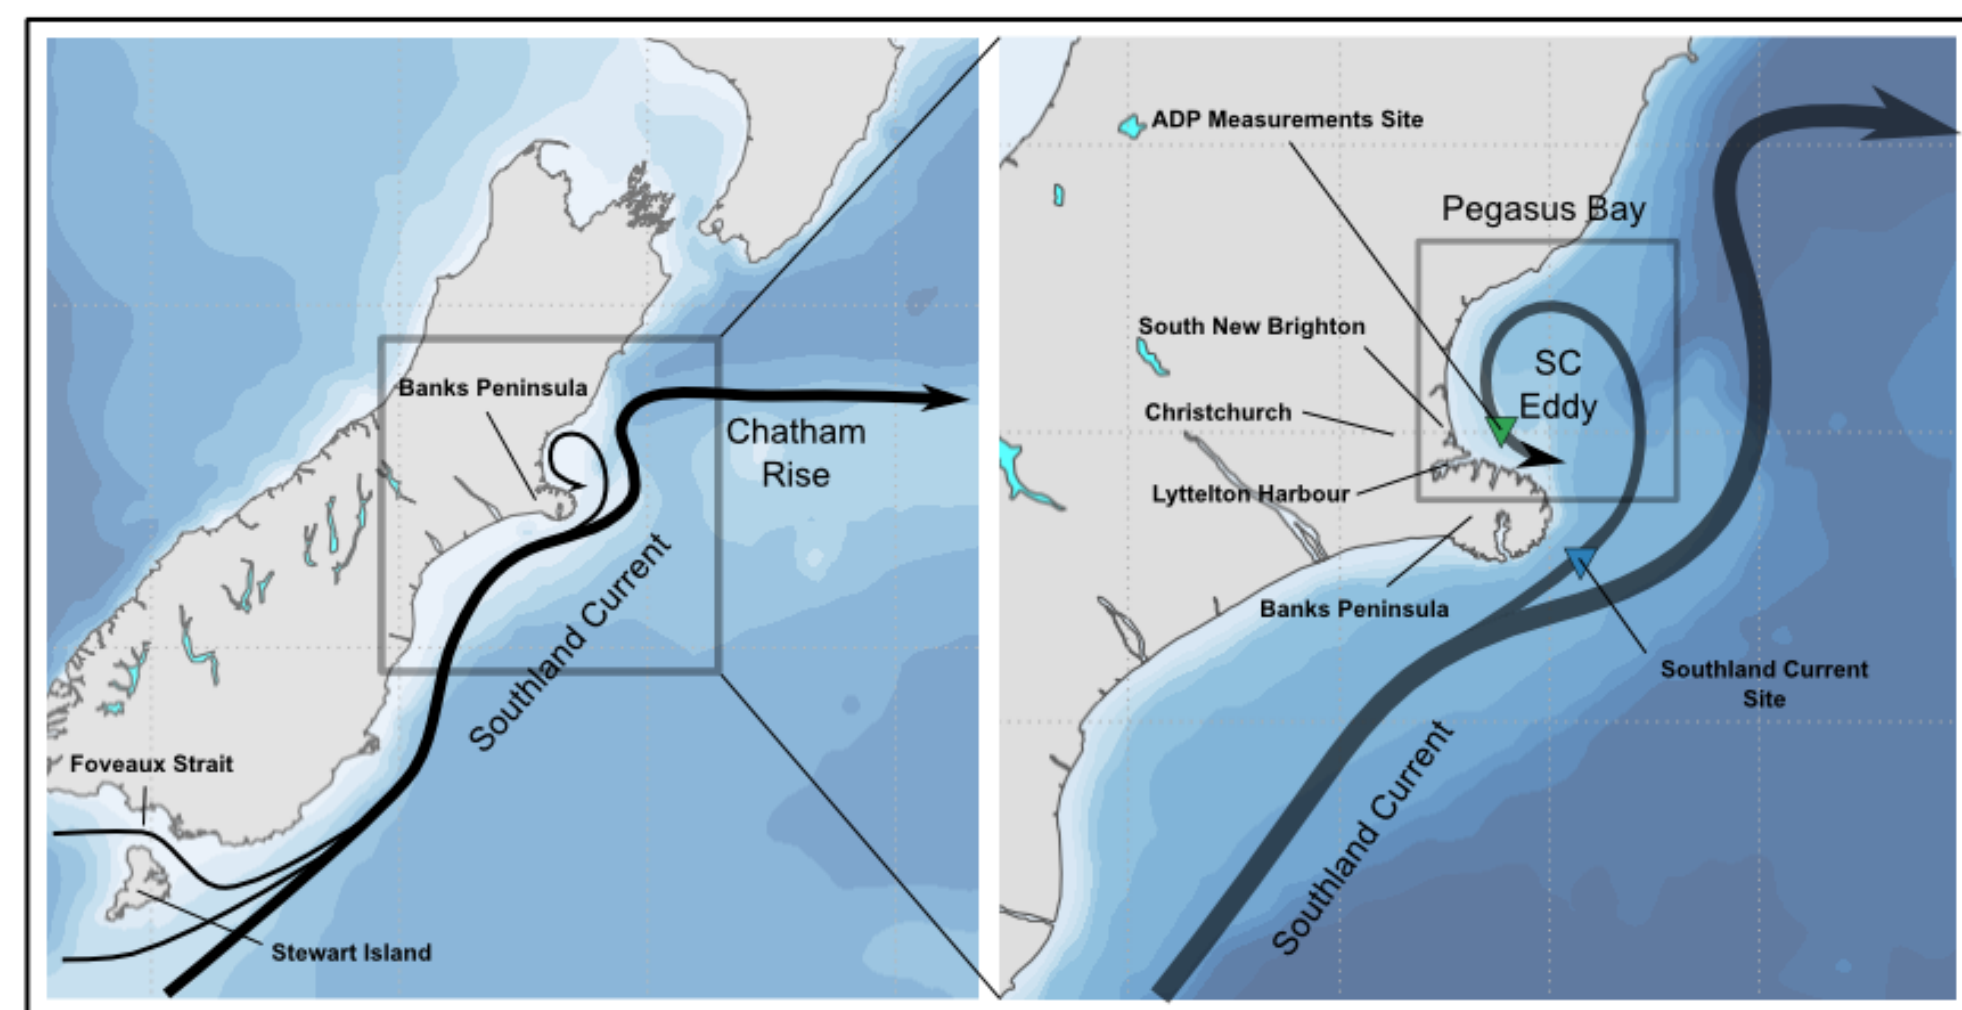 Banks Peninsula
Chatham
Rise
Southland Current
Foveaux Strait
Stewart Island
ADP Measurements Site
Pegasus Bay
South New Brighton
SC
Eddy
Christchurch
Lyttelton Harbour
Banks Peninsula
Southland Current
Site
Southland Current